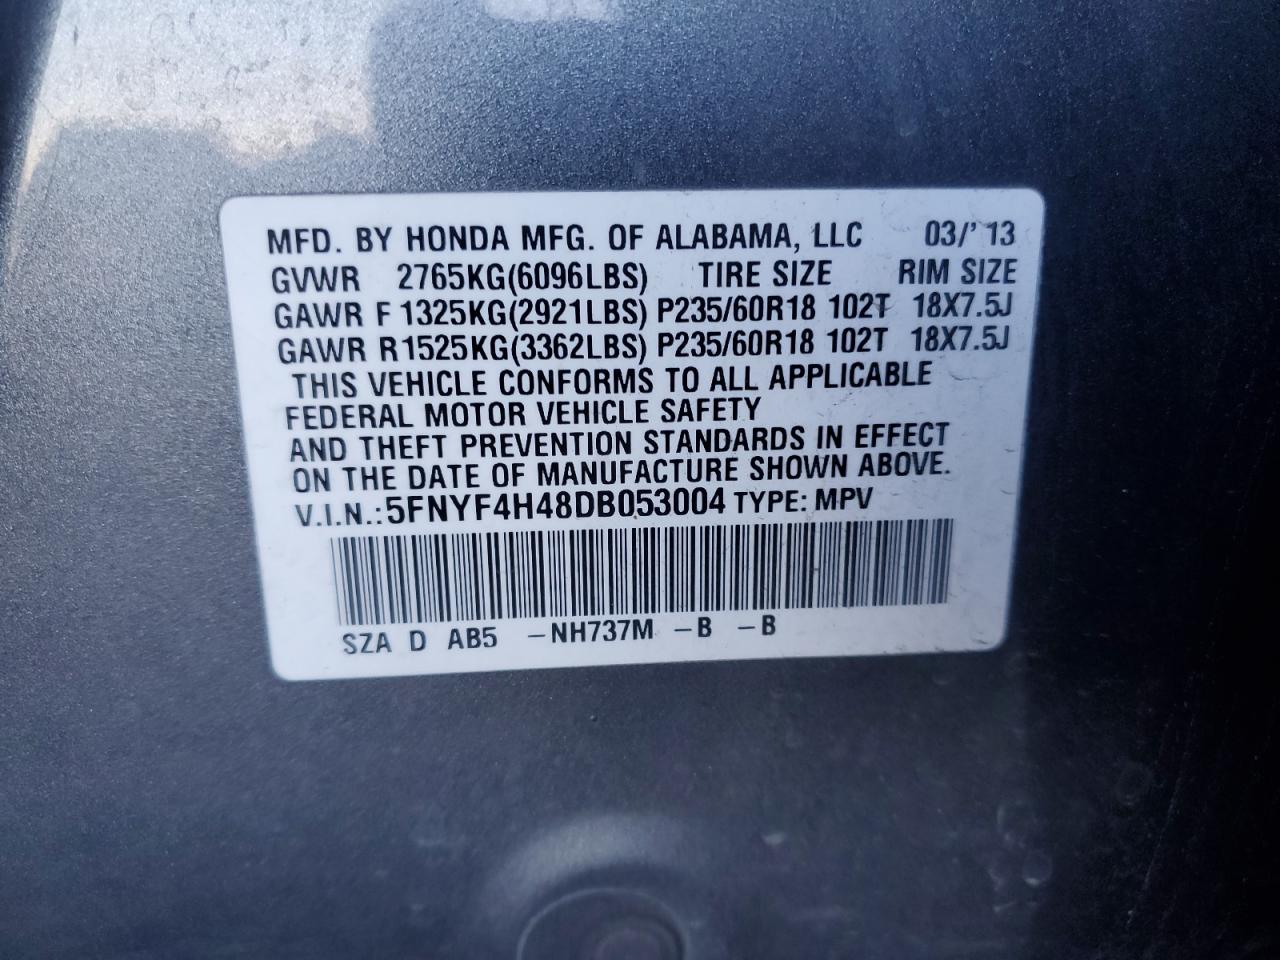 MFD. BY HONDA MFG. OF ALABAMA, LLC 03/'13
GVWR 2765KG(6096LBS) TIRE SIZE RIM SIZE
GAWR F 1325KG(2921LBS) P235/60R18 102T 18X7.5J
GAWR R1525KG(3362LBS) P235/60R18 102T 18X7.5J
THIS VEHICLE CONFORMS TO ALL APPLICABLE
FEDERAL MOTOR VEHICLE SAFETY
AND THEFT PREVENTION STANDARDS IN EFFECT
ON THE DATE OF MANUFACTURE SHOWN ABOVE.
V.I.N.:5FNYF4H48DB053004 TYPE: MPV
SZA D AB5 -NH737M -B -B